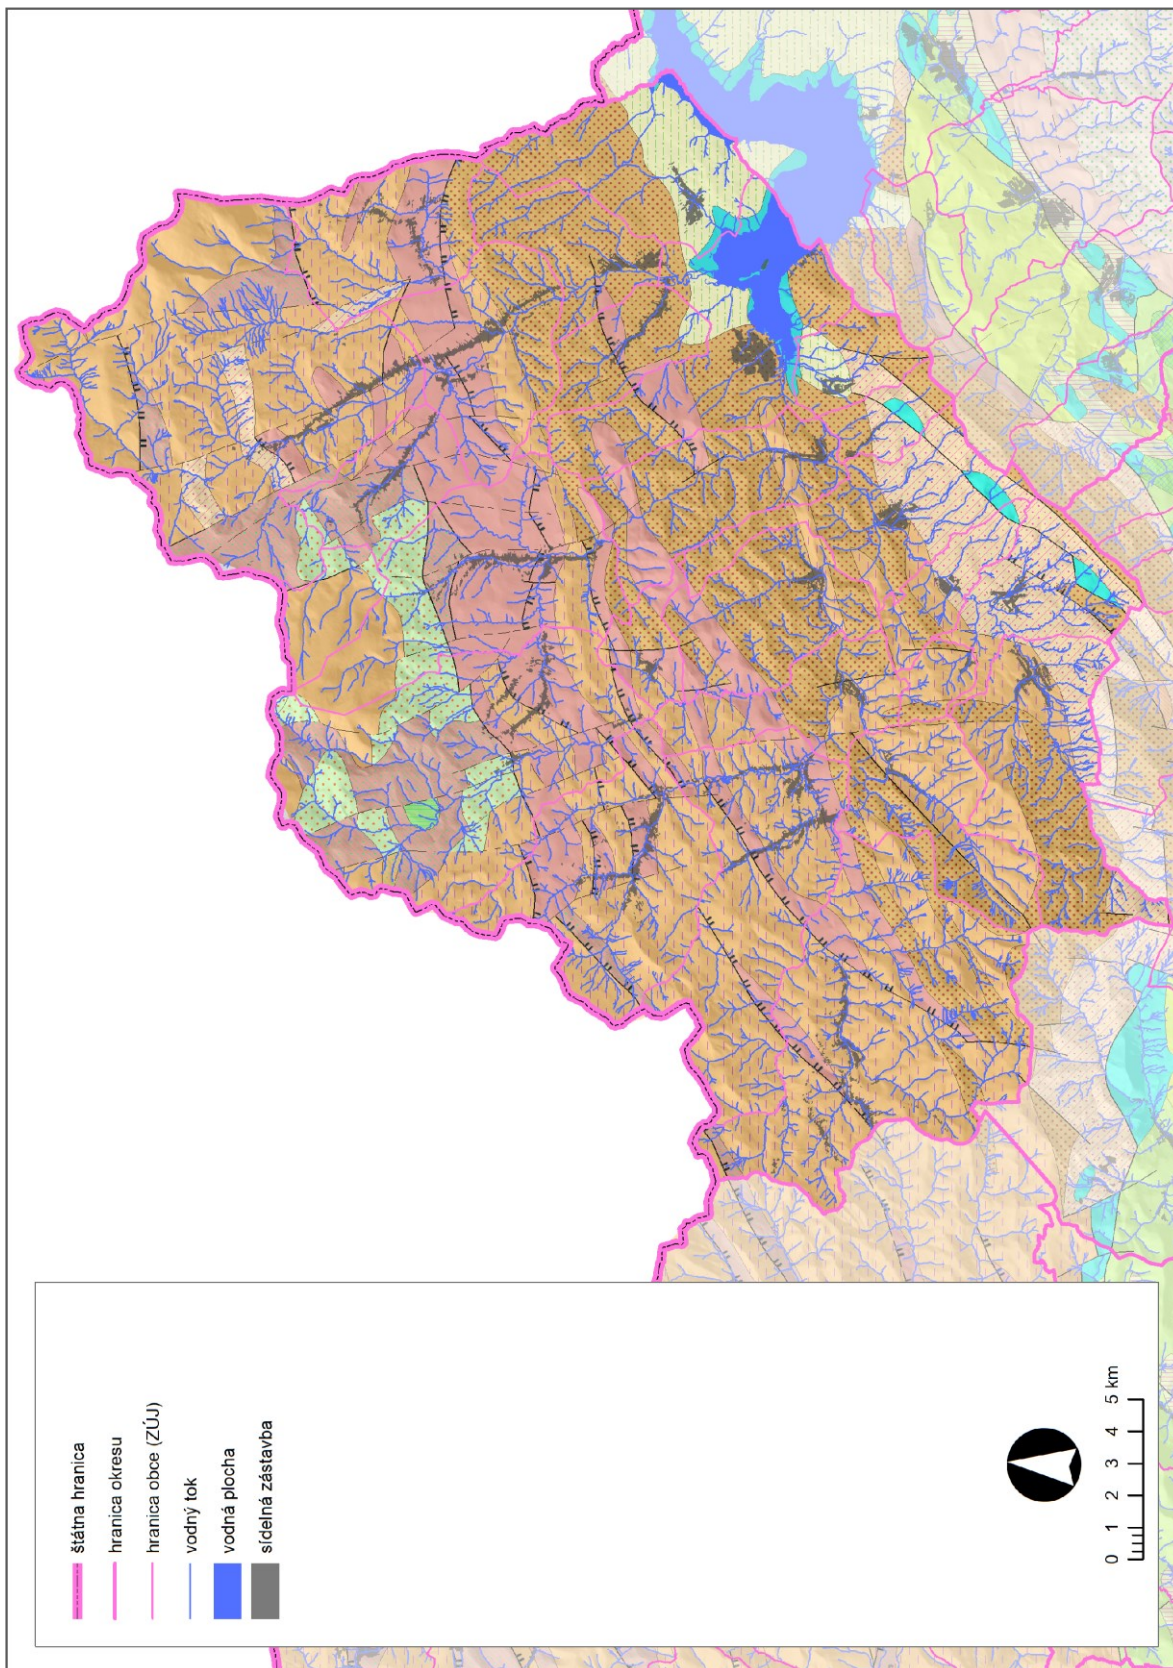 štátna hranica
hranica okresu
hranica obce (ZÚJ)
vodný tok
vodná plocha
sídelná zástavba
0 1 2 3 4 5 km